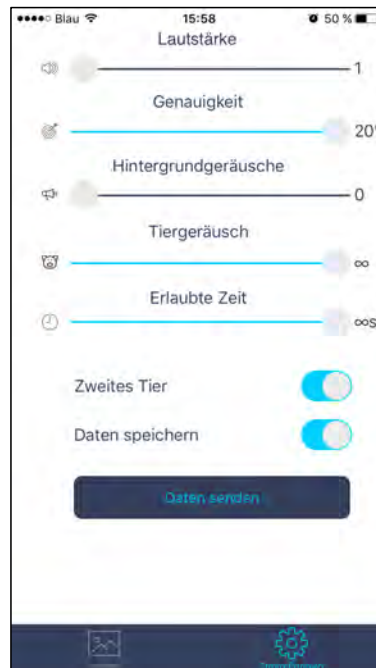 Blau 15:58 50 %
Lautstärke
1
Genauigkeit
20°
Hintergrundgeräusche
0
Tiergeräusch
∞
Erlaubte Zeit
∞s
Zweites Tier
Daten speichern
Daten senden